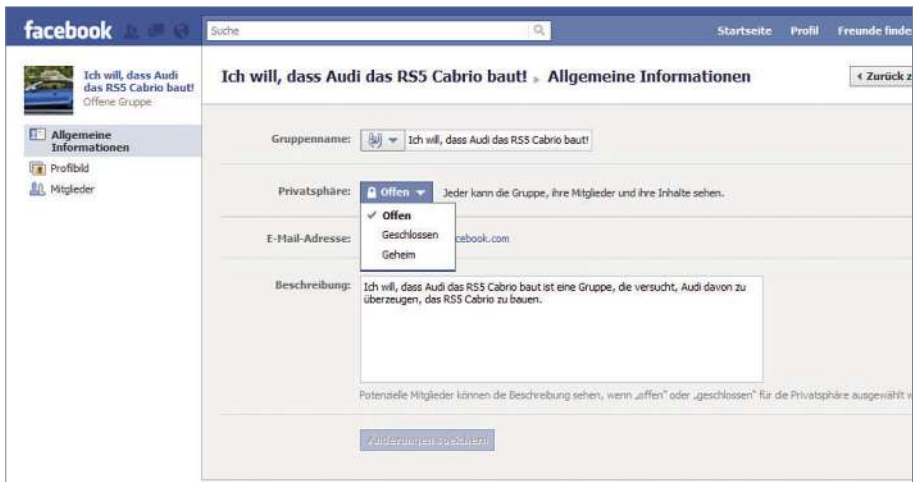 facebook
Suche
Startseite Profil Freunde finde
Ich will, dass Audi
das RS5 Cabrio baut!
Offene Gruppe
Allgemeine
Informationen
Profilbild
Mitglieder
Ich will, dass Audi das RS5 Cabrio baut! » Allgemeine Informationen
Zurück z
Gruppenname: Ich will, dass Audi das RS5 Cabrio baut!
Privatsphäre: Offen Jeder kann die Gruppe, ihre Mitglieder und ihre Inhalte sehen.
Offen
Geschlossen
Geheim
E-Mail-Adresse: cebook.com
Beschreibung: Ich will, dass Audi das RS5 Cabrio baut ist eine Gruppe, die versucht, Audi davon zu
überzeugen, das RS5 Cabrio zu bauen.
Potenzielle Mitglieder können die Beschreibung sehen, wenn „offen" oder „geschlossen" für die Privatsphäre ausgewählt w
Änderungen speichern